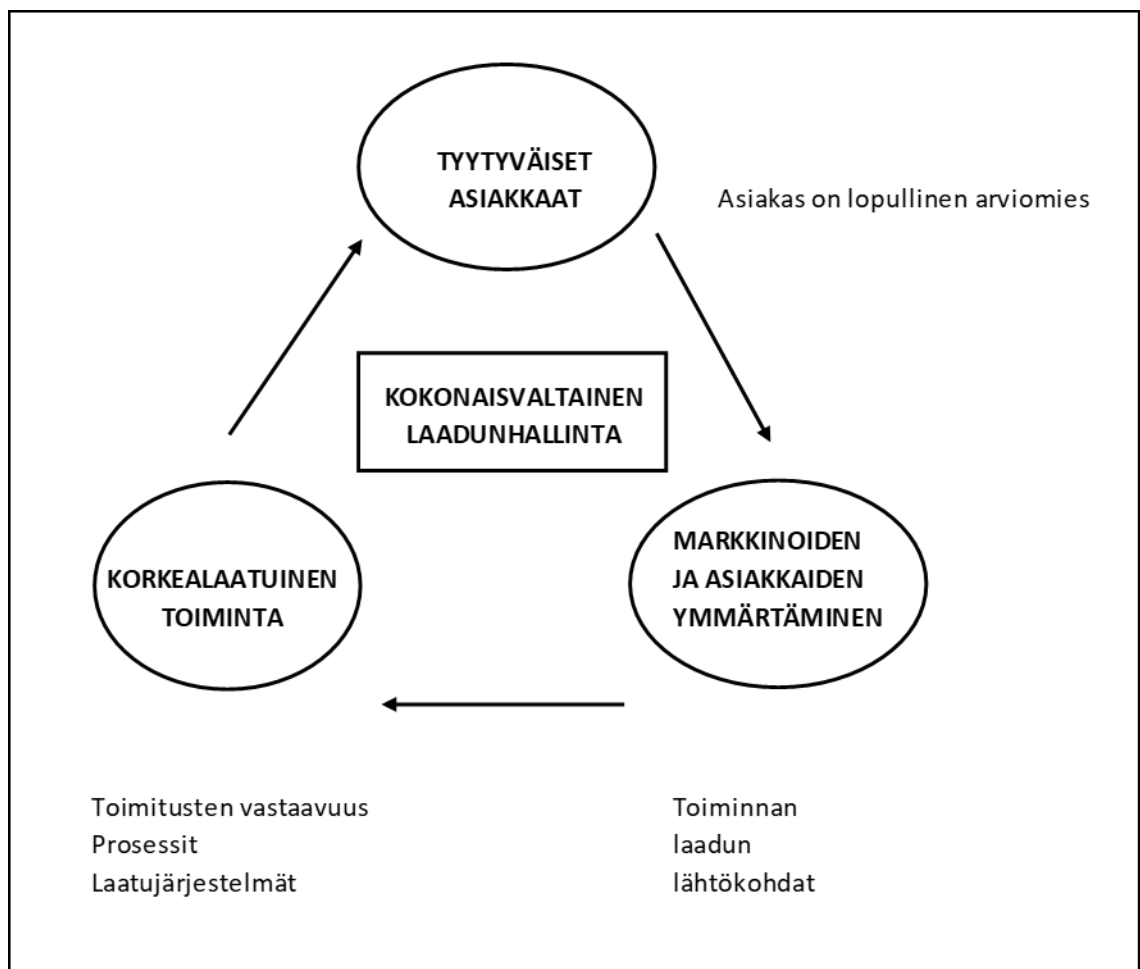 TYYTYVÄISET
ASIAKKAAT
Asiakas on lopullinen arviomies
KOKONAISVALTAINEN
LAADUNHALLINTA
KORKEALAATUINEN
TOIMINTA
MARKKINOIDEN
JA ASIAKKAIDEN
YMMÄRTÄMINEN
Toimitusten vastaavuus
Prosessit
Laatujärjestelmät
Toiminnan
laadun
lähtökohdat